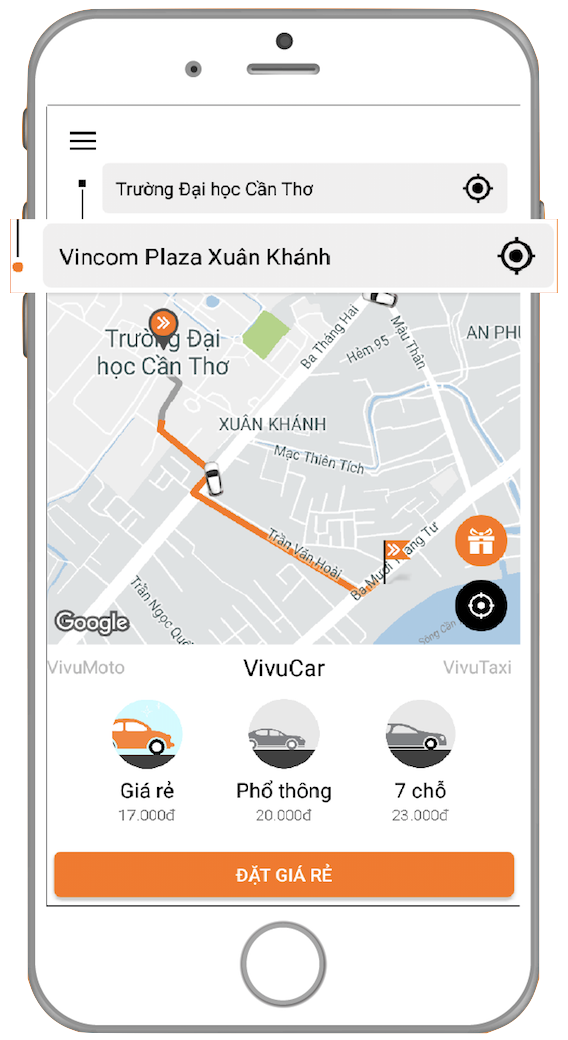 Trường Đại học Cần Thơ
Vincom Plaza Xuân Khánh
Trường Đại
học Cần Thơ
Ba Tháng Hai
Hẻm 95
Mậu Thân
AN PHÚ
XUÂN KHÁNH
Mạc Thiên Tích
Trần Văn Hoài
Ba Mươi Tháng Tư
Trần Ngọc Quế
Sông Cần
Google
VivuMoto
VivuCar
VivuTaxi
Giá rẻ
Phổ thông
7 chỗ
17.000đ
20.000đ
23.000đ
ĐẶT GIÁ RẺ